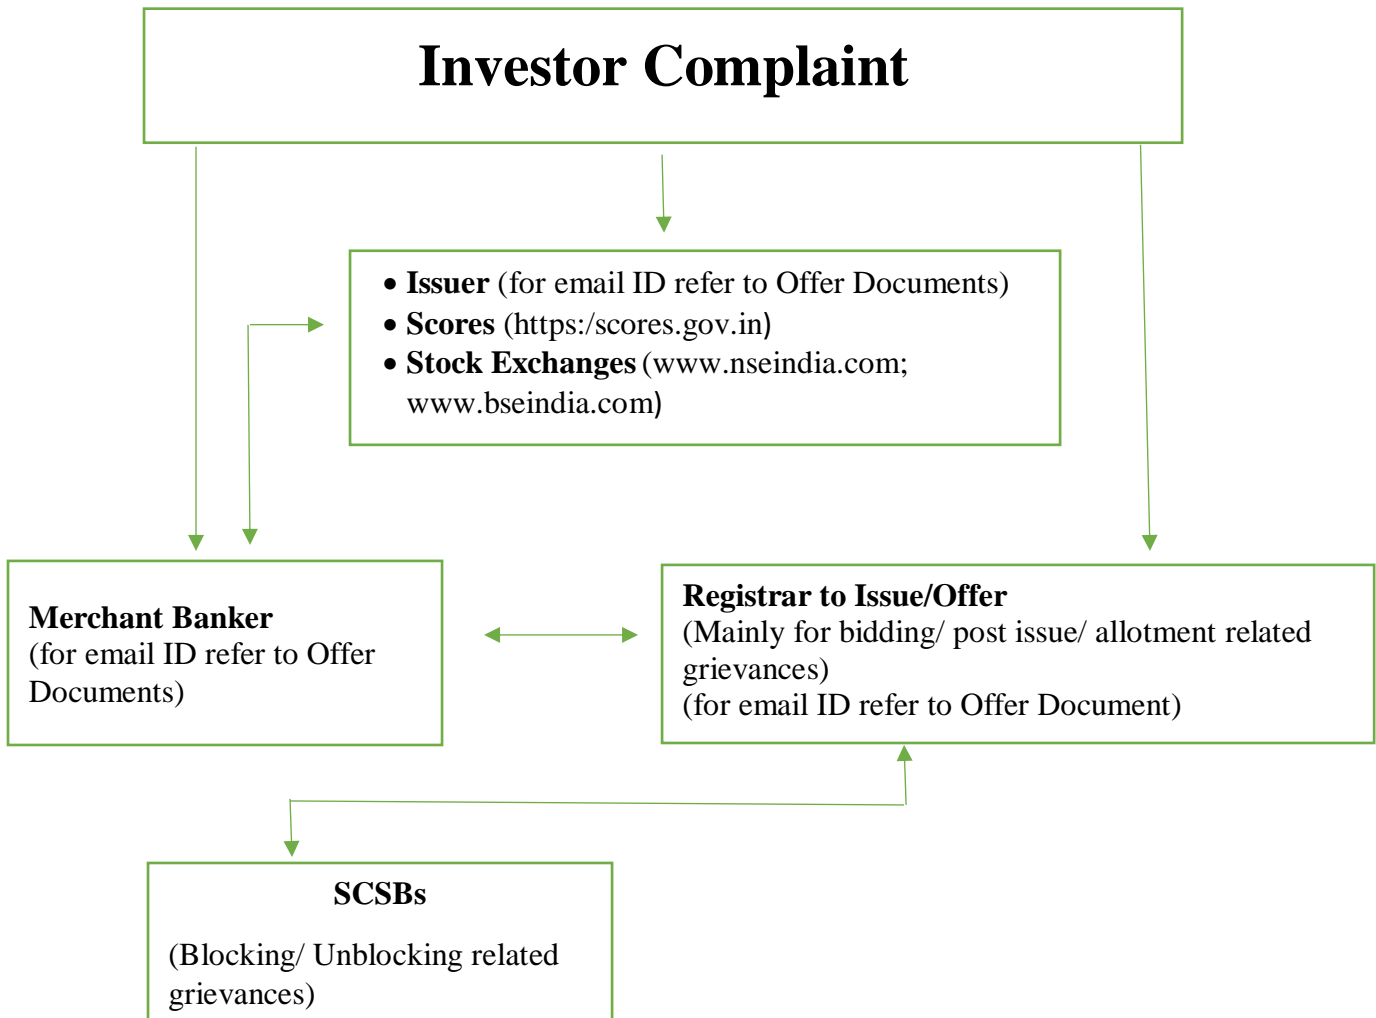 Investor Complaint
• Issuer (for email ID refer to Offer Documents)
• Scores (https:/scores.gov.in)
• Stock Exchanges (www.nseindia.com;
www.bseindia.com)
Merchant Banker
(for email ID refer to Offer
Documents)
Registrar to Issue/Offer
(Mainly for bidding/ post issue/ allotment related
grievances)
(for email ID refer to Offer Document)
SCSBs
(Blocking/ Unblocking related
grievances)